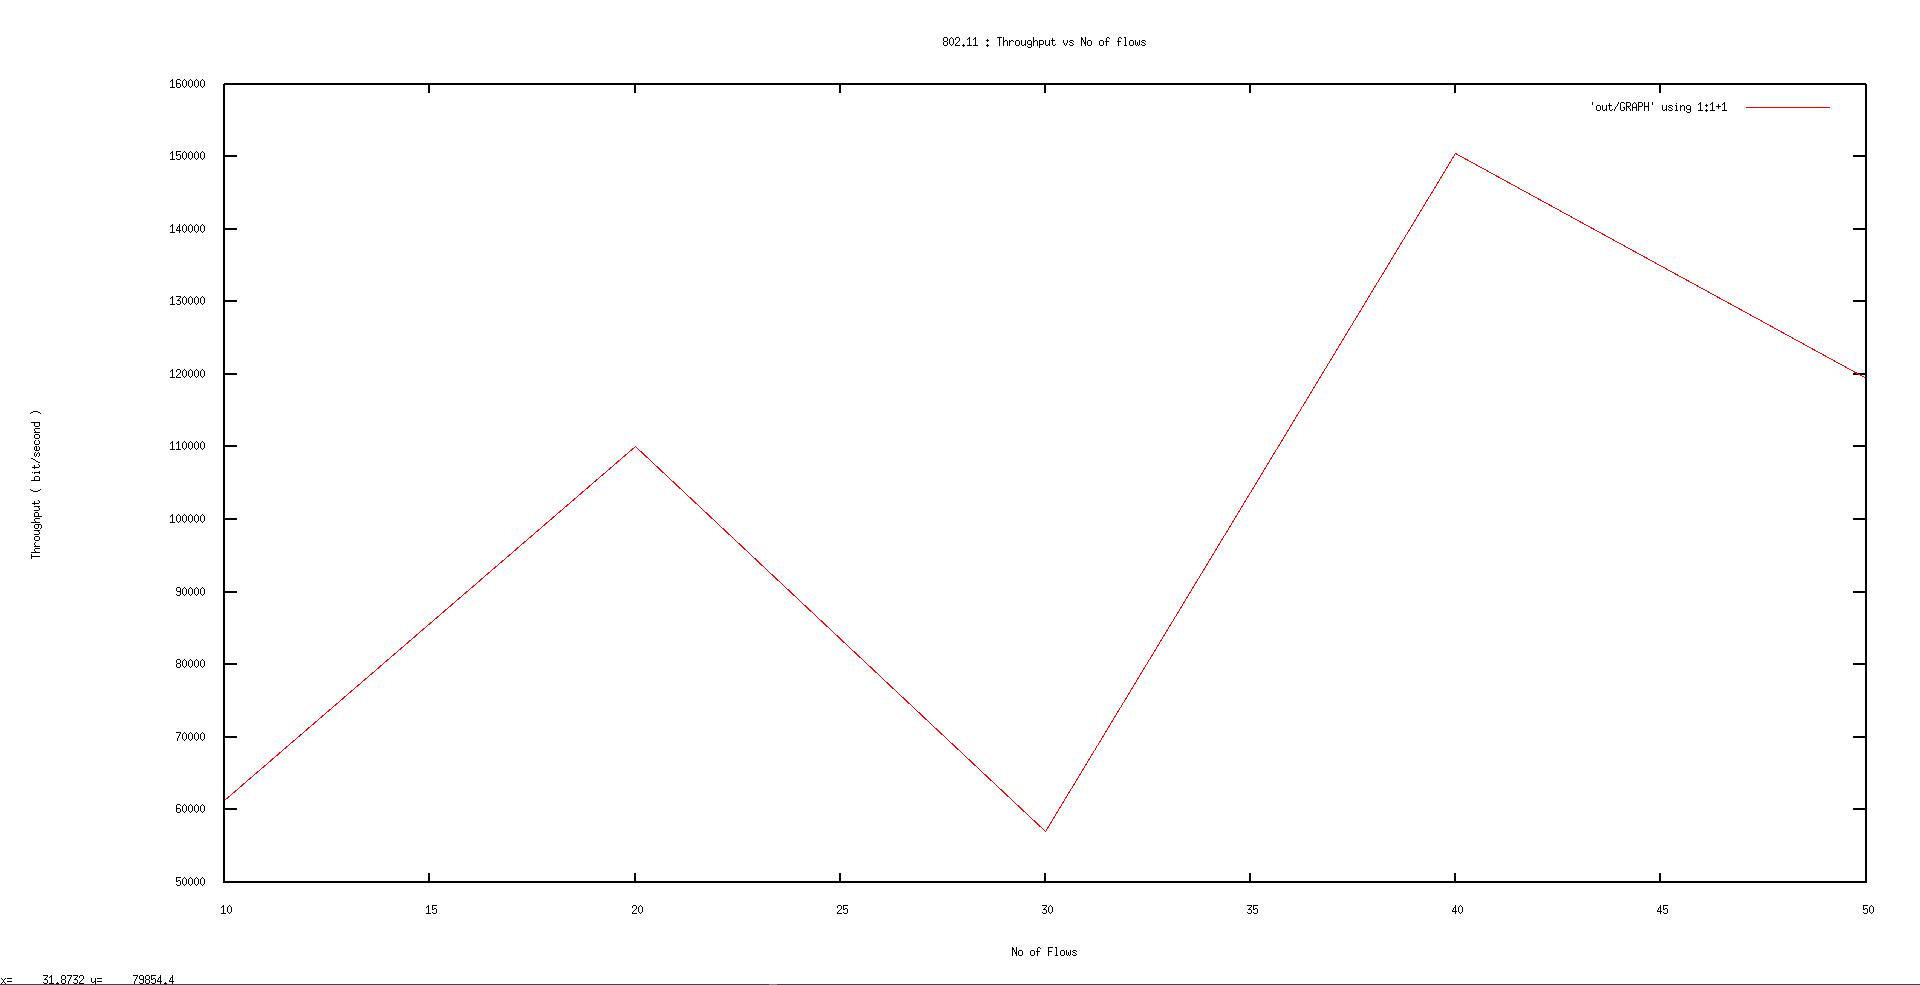 802.11 : Throughput vs No of flows
160000
'out/GRAPH' using 1:1+1
150000
140000
130000
120000
110000
100000
90000
80000
70000
60000
50000
Throughput ( bit/second )
10 15 20 25 30 35 40 45 50
No of Flows
x= 31.8732 y= 79854.4